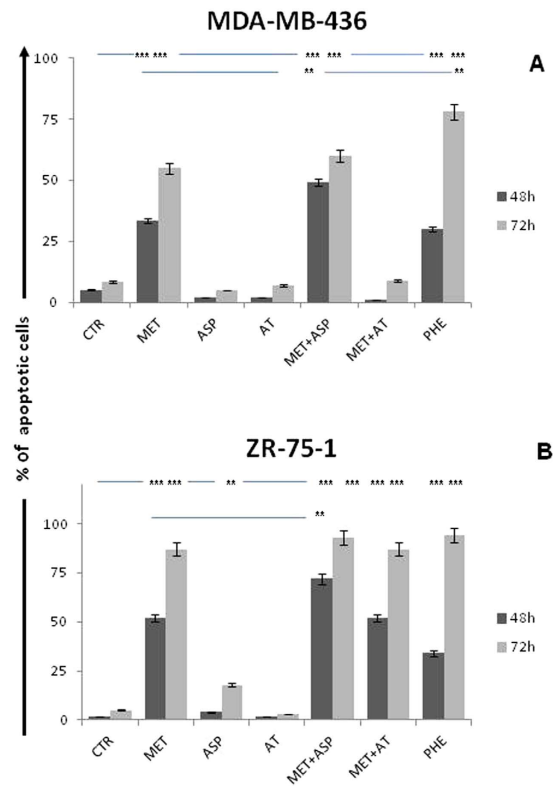 MDA-MB-436
*** *** *** *** *** ***
** **
A
100
75
50
25
0
48h
72h
CTR MET ASP AT MET+ASP MET+AT PHE
% of apoptotic cells
ZR-75-1
B
*** *** ** *** *** *** *** *** ***
**
100
75
50
25
0
48h
72h
CTR MET ASP AT MET+ASP MET+AT PHE